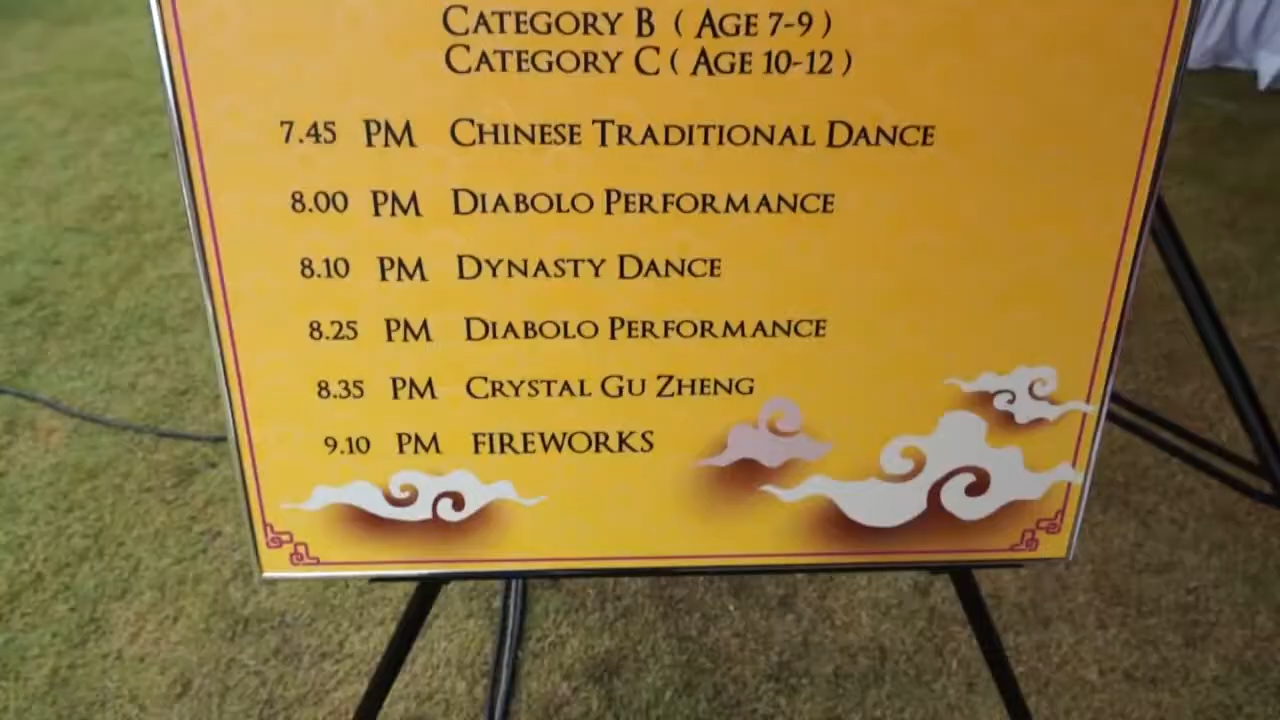 Category B ( Age 7-9 )
Category C ( Age 10-12 )
7.45 PM Chinese Traditional Dance
8.00 PM Diabolo Performance
8.10 PM Dynasty Dance
8.25 PM Diabolo Performance
8.35 PM Crystal Gu Zheng
9.10 PM FIREWORKS